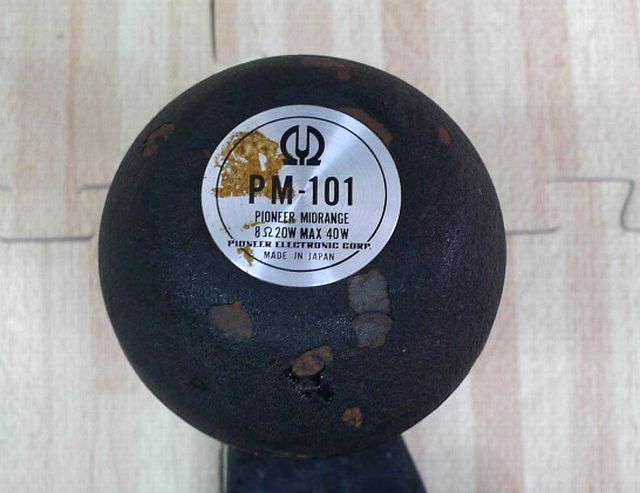 PM-101
PIONEER MIDRANGE
8Ω 20W MAX 40W
PIONEER ELECTRONIC CORP.
MADE IN JAPAN